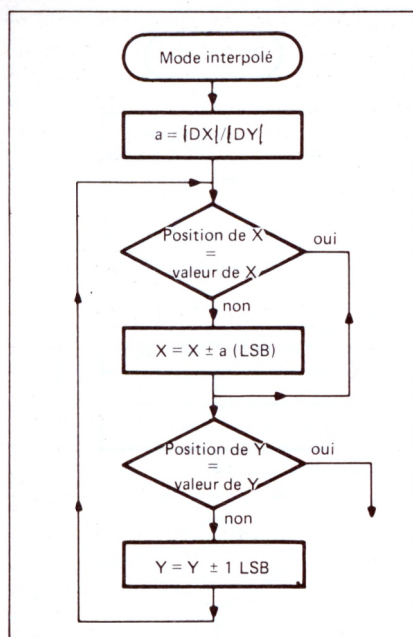 Mode interpolé
a = |DX|/|DY|
Position de X
=
valeur de X
oui
non
X = X ± a (LSB)
Position de Y
=
valeur de Y
oui
non
Y = Y ± 1 LSB